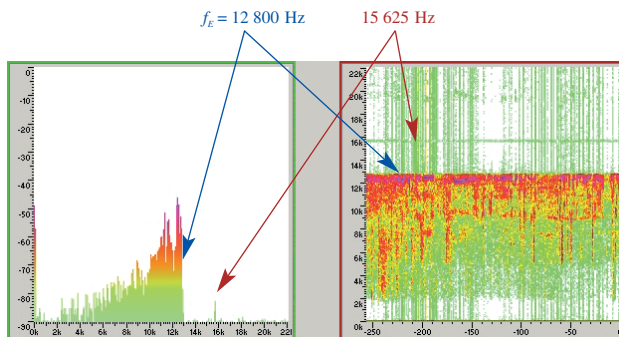 f_E = 12 800 Hz
15 625 Hz
0
-10
-20
-30
-40
-50
-60
-70
-80
-90
0k 2k 4k 6k 8k 10k 12k 14k 16k 18k 20k 22
22k
20k
18k
16k
14k
12k
10k
8k
6k
4k
2k
0k
-250 -200 -150 -100 -50 0